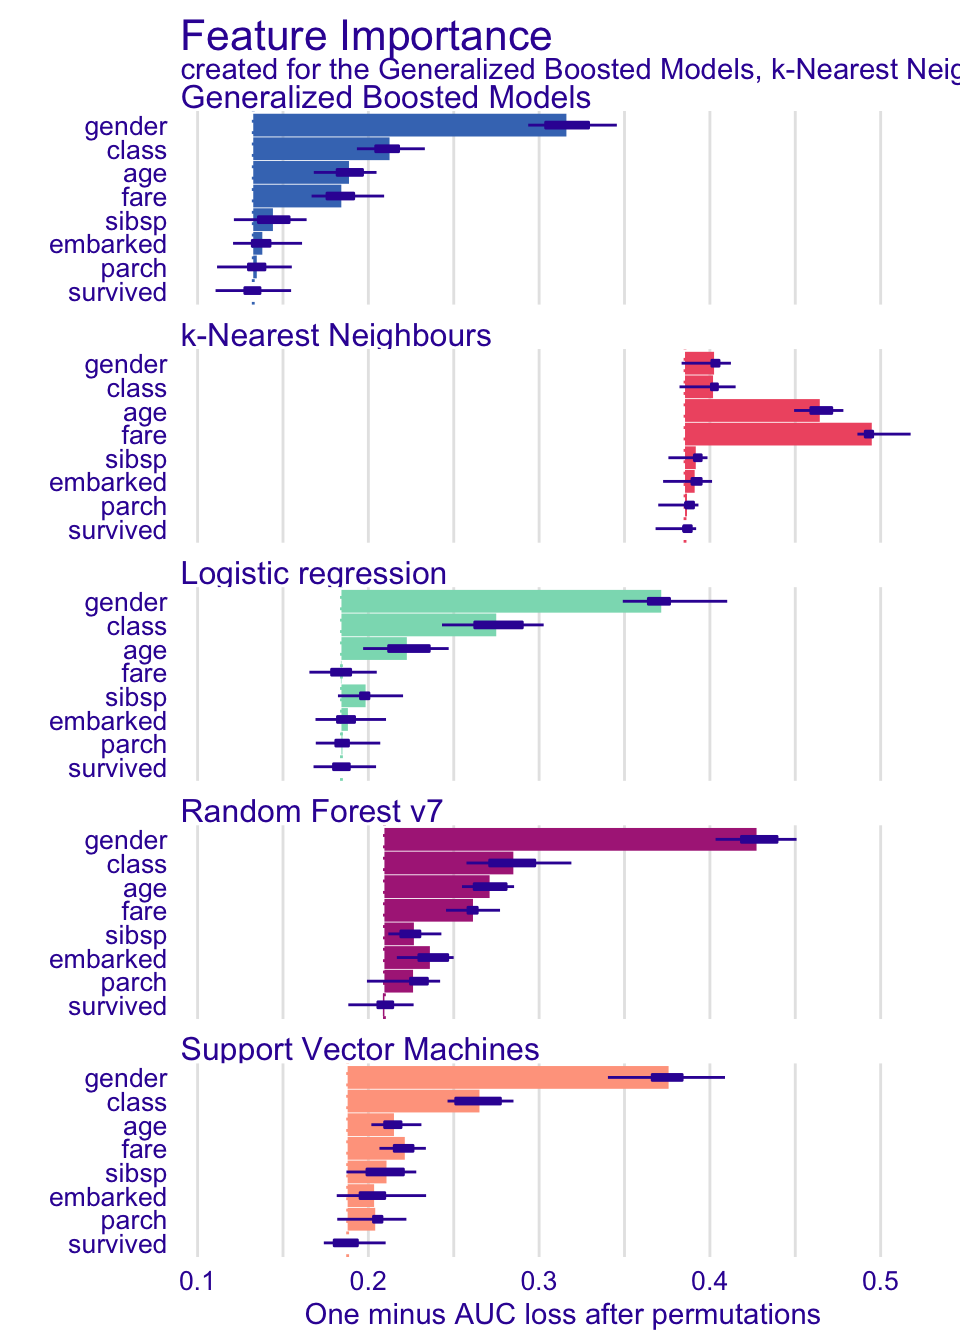 Feature Importance
created for the Generalized Boosted Models, k-Nearest Neig
Generalized Boosted Models
gender
class
age
fare
sibsp
embarked
parch
survived
k-Nearest Neighbours
gender
class
age
fare
sibsp
embarked
parch
survived
Logistic regression
gender
class
age
fare
sibsp
embarked
parch
survived
Random Forest v7
gender
class
age
fare
sibsp
embarked
parch
survived
Support Vector Machines
gender
class
age
fare
sibsp
embarked
parch
survived
0.1 0.2 0.3 0.4 0.5
One minus AUC loss after permutations